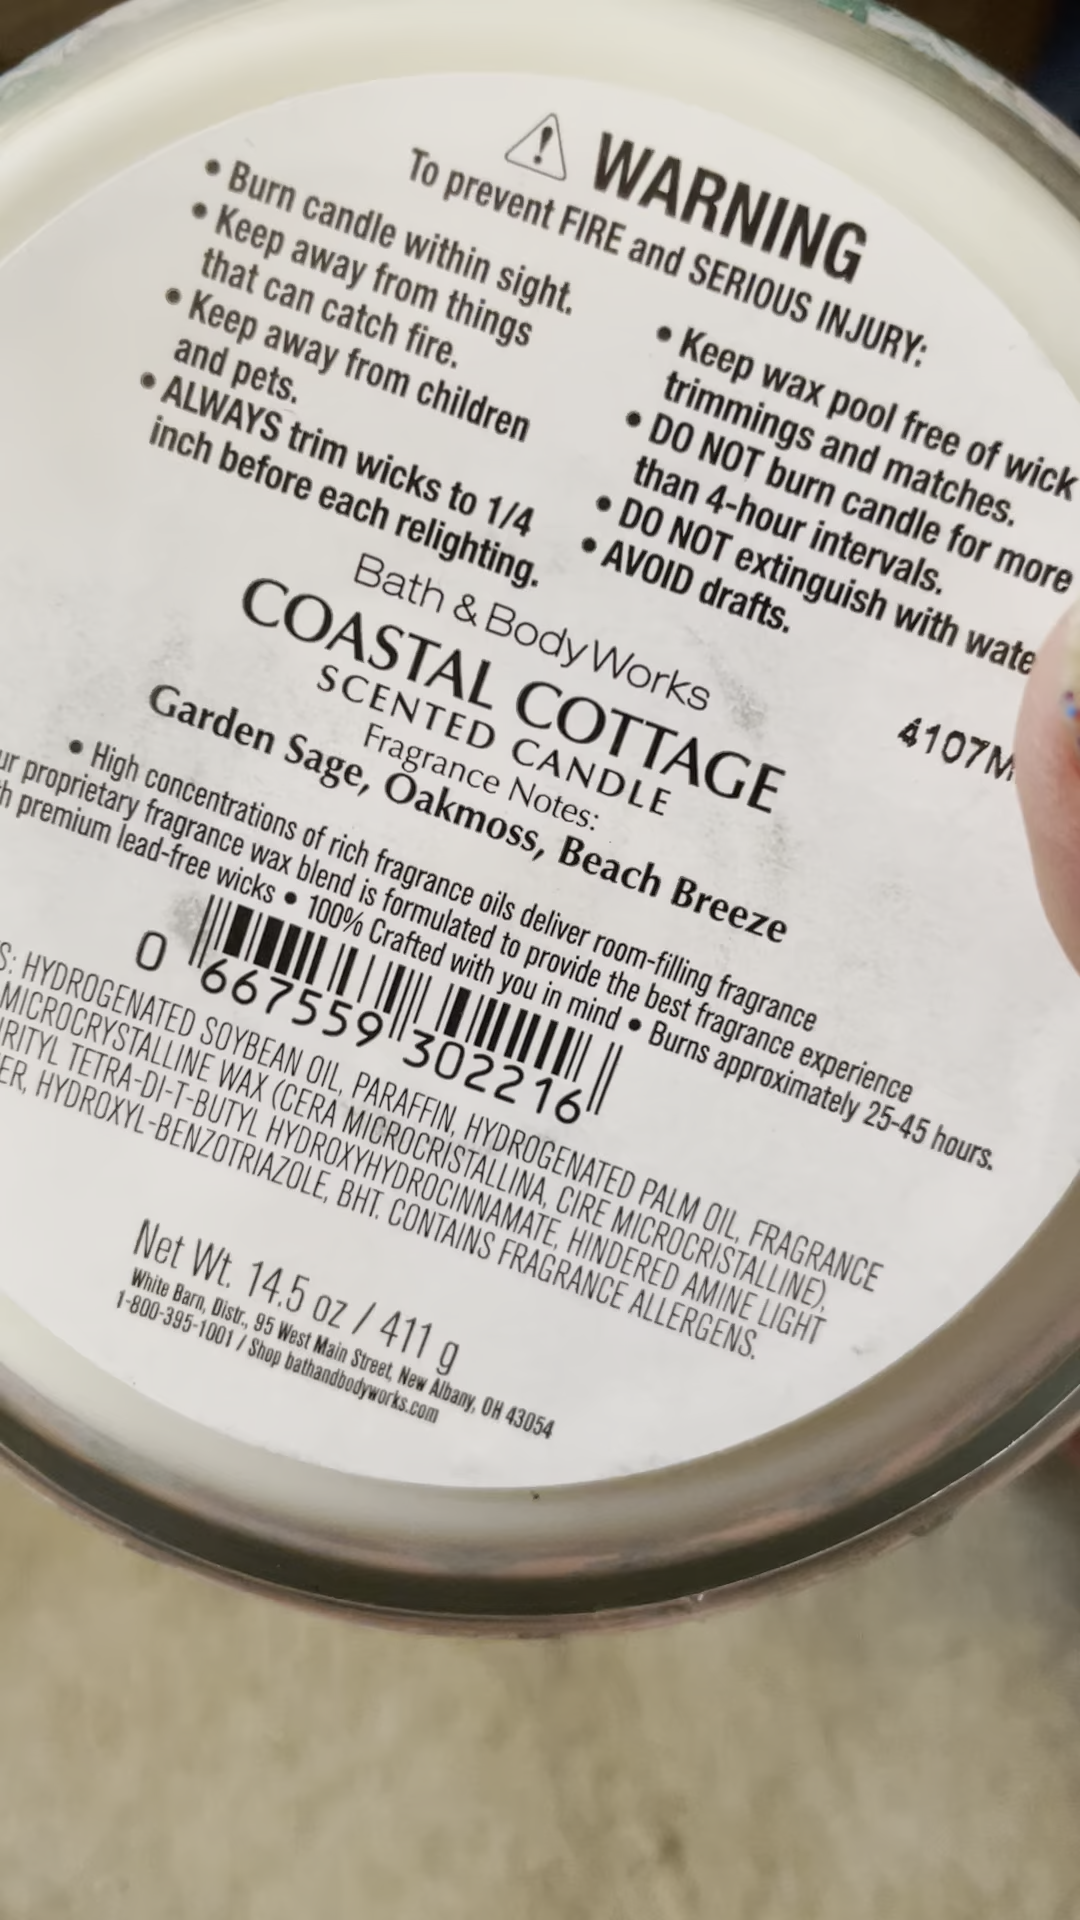 WARNING
To prevent FIRE and SERIOUS INJURY:
• Burn candle within sight.
• Keep away from things
that can catch fire.
• Keep away from children
and pets.
• ALWAYS trim wicks to 1/4
inch before each relighting.
• Keep wax pool free of wick
trimmings and matches.
• DO NOT burn candle for more
than 4-hour intervals.
• DO NOT extinguish with wate
• AVOID drafts.
Bath & Body Works
COASTAL COTTAGE
SCENTED CANDLE
Fragrance Notes:
Garden Sage, Oakmoss, Beach Breeze
4107M
• High concentrations of rich fragrance oils deliver room-filling fragrance
ur proprietary fragrance wax blend is formulated to provide the best fragrance experience
h premium lead-free wicks • 100% Crafted with you in mind • Burns approximately 25-45 hours.
0 667559 302216
S: HYDROGENATED SOYBEAN OIL, PARAFFIN, HYDROGENATED PALM OIL, FRAGRANCE
MICROCRYSTALLINE WAX (CERA MICROCRISTALLINA, CIRE MICROCRISTALLINE),
RITYL TETRA-DI-T-BUTYL HYDROXYHYDROCINNAMATE, HINDERED AMINE LIGHT
ER, HYDROXYL-BENZOTRIAZOLE, BHT. CONTAINS FRAGRANCE ALLERGENS.
Net Wt. 14.5 oz / 411 g
White Barn, Distr., 95 West Main Street, New Albany, OH 43054
1-800-395-1001 / Shop bathandbodyworks.com